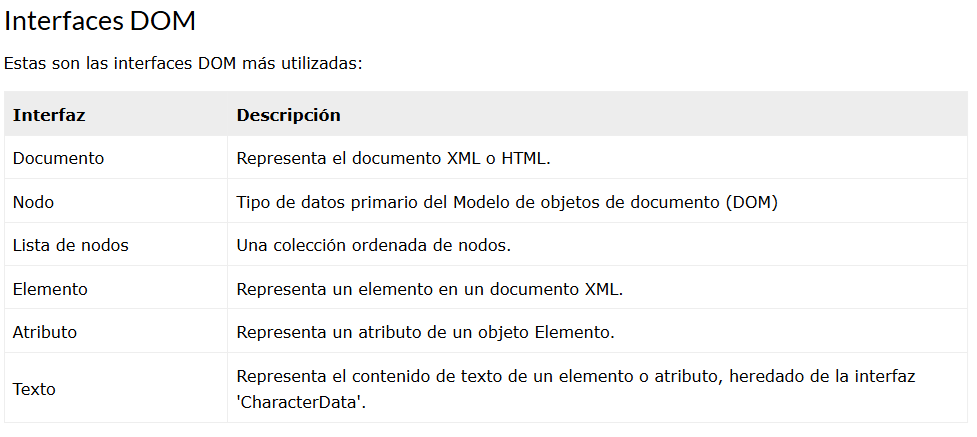 Interfaces DOM
Estas son las interfaces DOM más utilizadas:
Interfaz Descripción
Documento Representa el documento XML o HTML.
Nodo Tipo de datos primario del Modelo de objetos de documento (DOM)
Lista de nodos Una colección ordenada de nodos.
Elemento Representa un elemento en un documento XML.
Atributo Representa un atributo de un objeto Elemento.
Texto Representa el contenido de texto de un elemento o atributo, heredado de la interfaz
'CharacterData'.